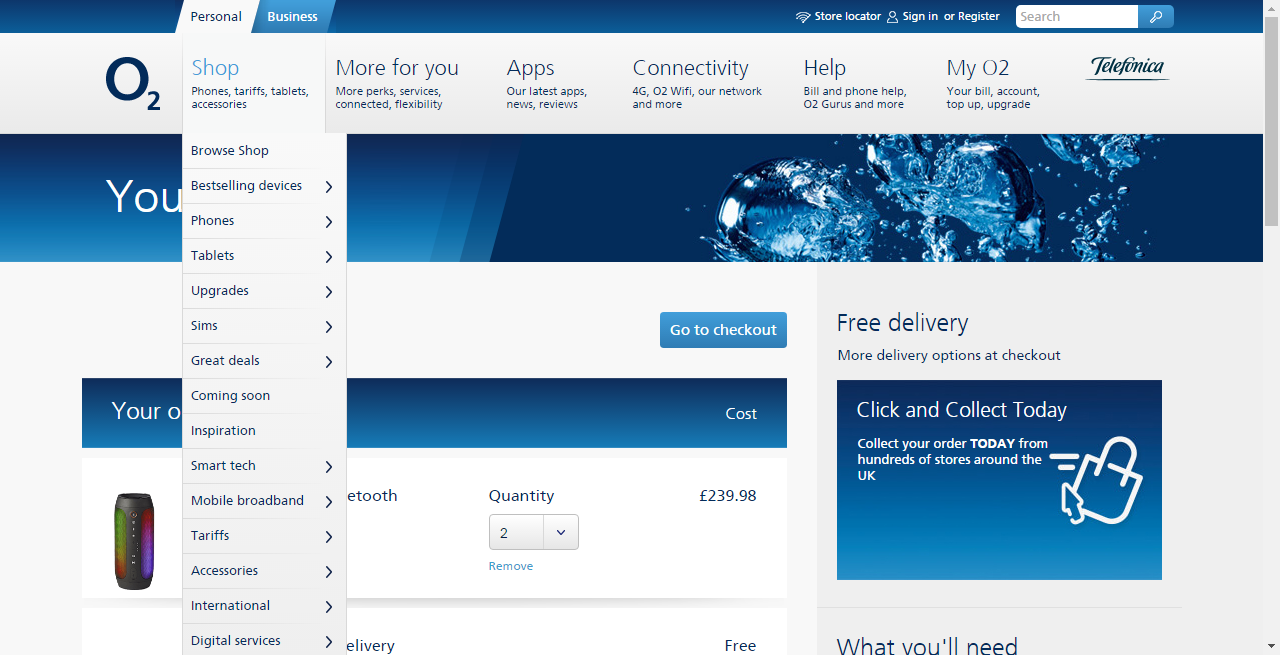 Personal
Business
Store locator
Sign in or Register
Search
O2
Shop
Phones, tariffs, tablets,
accessories
More for you
More perks, services,
connected, flexibility
Apps
Our latest apps,
news, reviews
Connectivity
4G, O2 Wifi, our network
and more
Help
Bill and phone help,
O2 Gurus and more
My O2
Your bill, account,
top up, upgrade
Telefónica
You
Browse Shop
Bestselling devices
Phones
Tablets
Upgrades
Sims
Great deals
Coming soon
Inspiration
Smart tech
Mobile broadband
Tariffs
Accessories
International
Digital services
Go to checkout
Your o
Cost
etooth
Quantity
£239.98
2
Remove
elivery
Free
Free delivery
More delivery options at checkout
Click and Collect Today
Collect your order TODAY from
hundreds of stores around the
UK
What you'll need